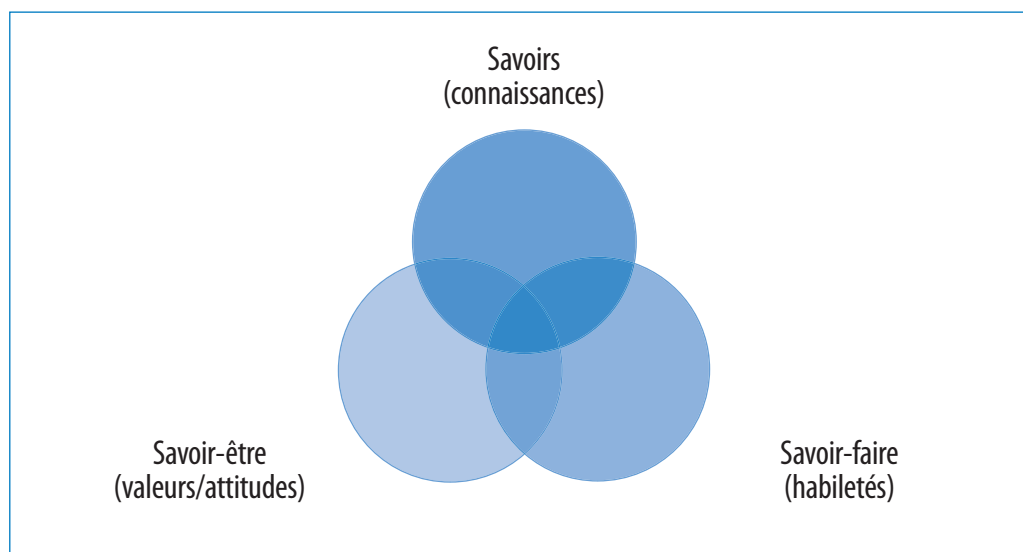 Savoirs
(connaissances)
Savoir-être
(valeurs/attitudes)
Savoir-faire
(habiletés)